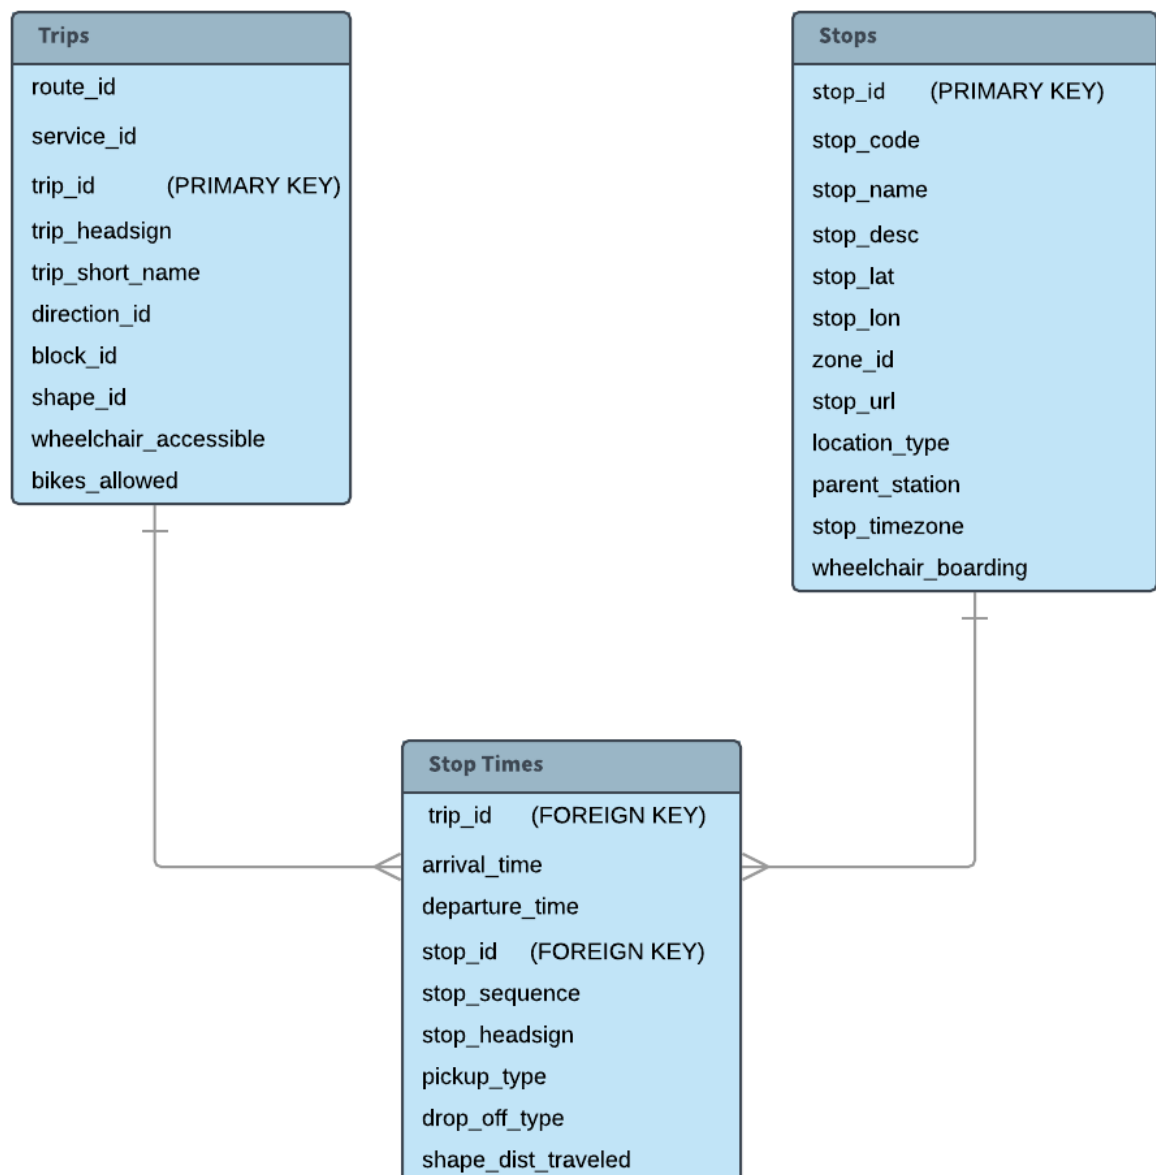 Trips
route_id
service_id
trip_id (PRIMARY KEY)
trip_headsign
trip_short_name
direction_id
block_id
shape_id
wheelchair_accessible
bikes_allowed
Stops
stop_id (PRIMARY KEY)
stop_code
stop_name
stop_desc
stop_lat
stop_lon
zone_id
stop_url
location_type
parent_station
stop_timezone
wheelchair_boarding
Stop Times
trip_id (FOREIGN KEY)
arrival_time
departure_time
stop_id (FOREIGN KEY)
stop_sequence
stop_headsign
pickup_type
drop_off_type
shape_dist_traveled